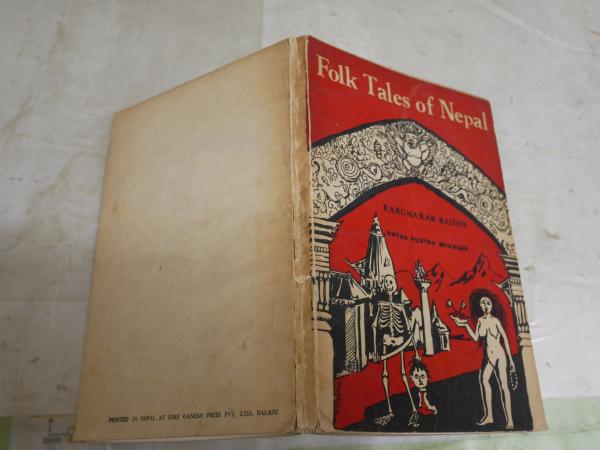 Folk Tales of Nepal
KARUNAKAR BAIDYA
RATNA PUSTAK BHANDAR
PRINTED IN NEPAL AT JORE GANESH PRESS PVT. LTD. BALAJU